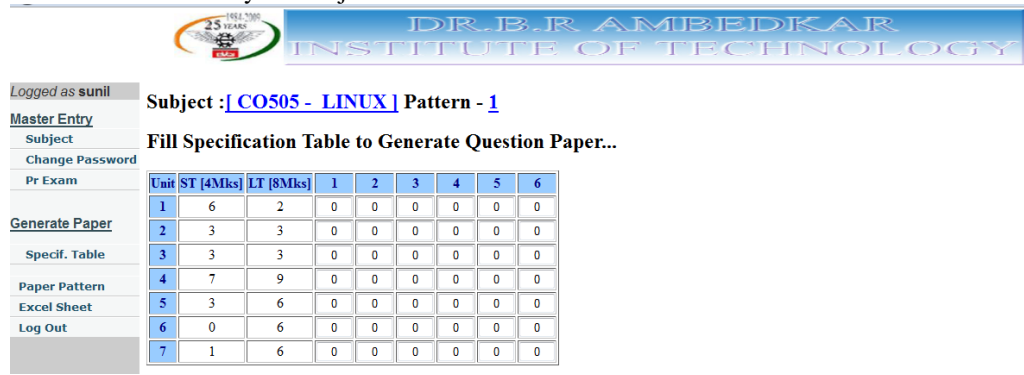 25 YEARS
1984-2009
DR.B.R AMBEDKAR
INSTITUTE OF TECHNOLOGY
Logged as sunil
Master Entry
Subject
Change Password
Pr Exam
Generate Paper
Specif. Table
Paper Pattern
Excel Sheet
Log Out
Subject :[ CO505 - LINUX ] Pattern - 1
Fill Specification Table to Generate Question Paper...
Unit ST [4Mks] LT [8Mks] 1 2 3 4 5 6
1 6 2 0 0 0 0 0 0
2 3 3 0 0 0 0 0 0
3 3 3 0 0 0 0 0 0
4 7 9 0 0 0 0 0 0
5 3 6 0 0 0 0 0 0
6 0 6 0 0 0 0 0 0
7 1 6 0 0 0 0 0 0